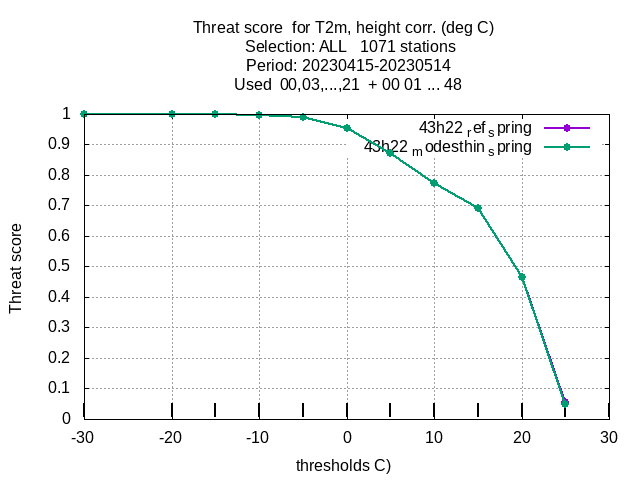 Threat score  for T2m, height corr. (deg C)
Selection: ALL   1071 stations
Period: 20230415-20230514
Used  00,03,...,21  + 00 01 ... 48
43h22 ref spring
43h22 modesthin spring
Threat score
1
0.9
0.8
0.7
0.6
0.5
0.4
0.3
0.2
0.1
0
-30
-20
-10
0
10
20
30
thresholds C)